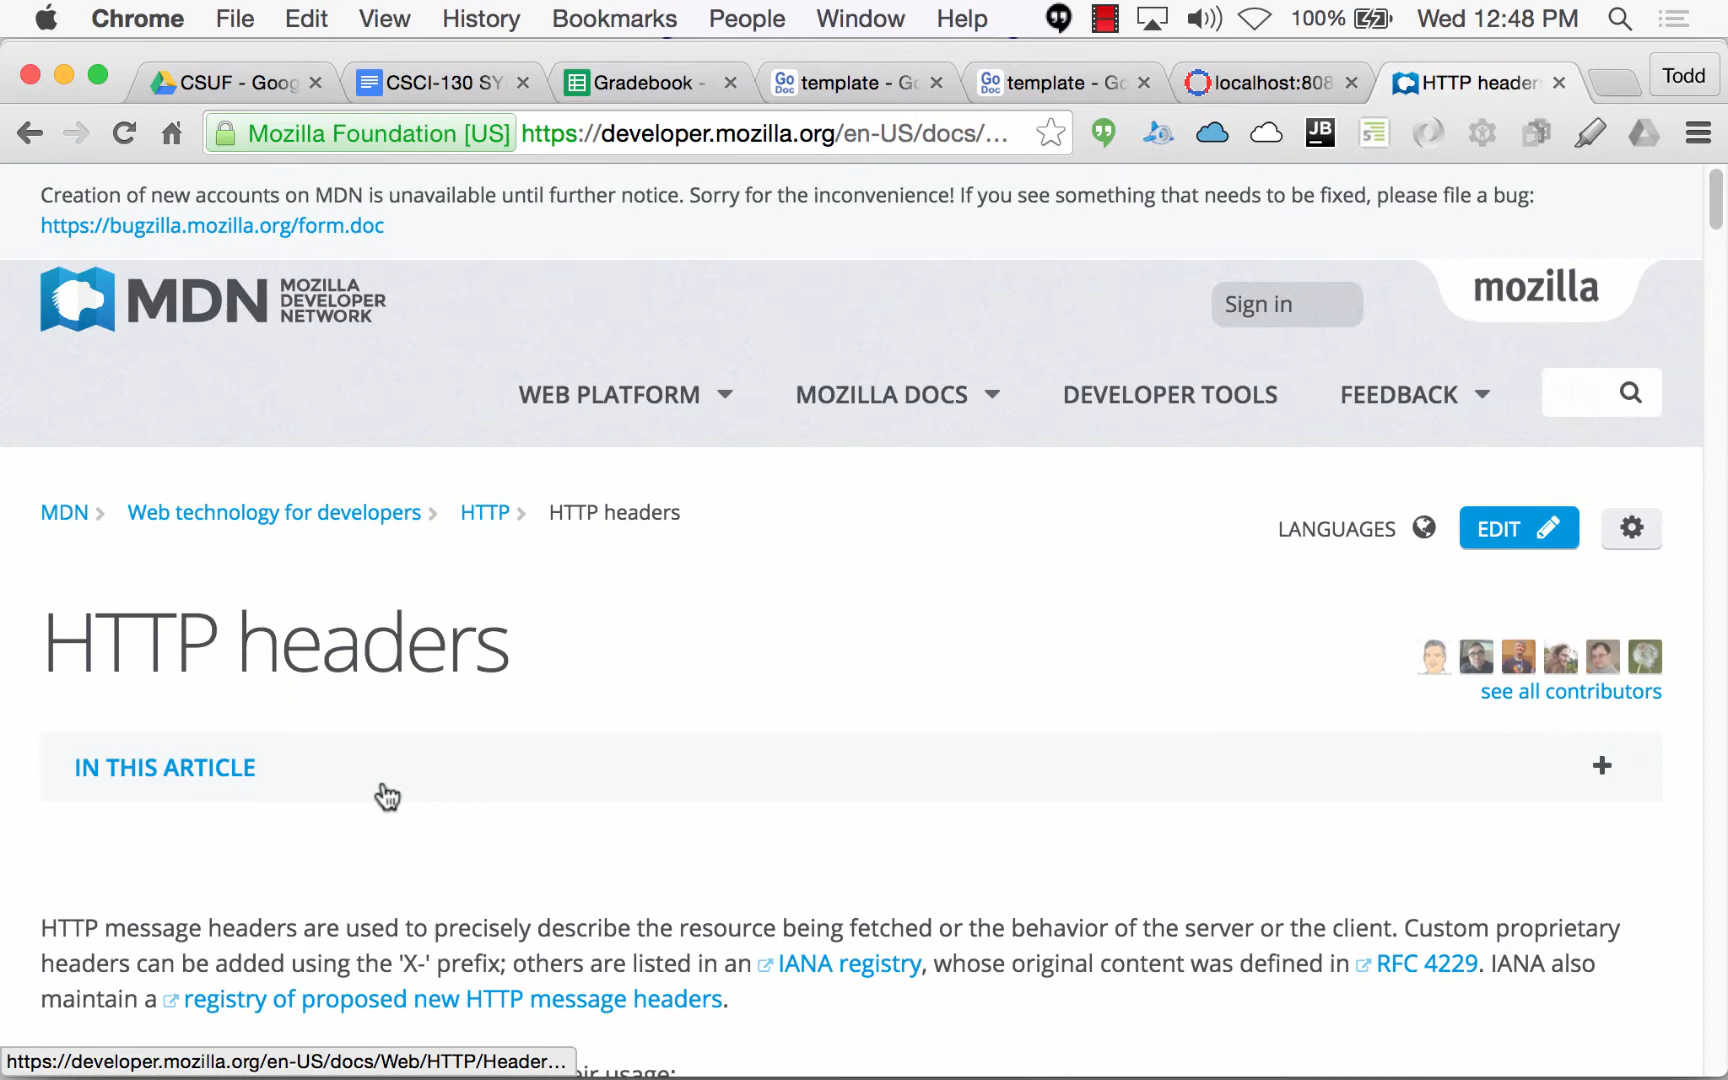 Chrome File Edit View History Bookmarks People Window Help 100% Wed 12:48 PM
CSUF - Goog CSCI-130 SY Gradebook - template - Go template - Go localhost:808 HTTP header Todd
Mozilla Foundation [US] https://developer.mozilla.org/en-US/docs/...
Creation of new accounts on MDN is unavailable until further notice. Sorry for the inconvenience! If you see something that needs to be fixed, please file a bug:
https://bugzilla.mozilla.org/form.doc
MDN MOZILLA DEVELOPER NETWORK
Sign in
mozilla
WEB PLATFORM MOZILLA DOCS DEVELOPER TOOLS FEEDBACK
MDN Web technology for developers HTTP HTTP headers
LANGUAGES EDIT
HTTP headers
see all contributors
IN THIS ARTICLE +
HTTP message headers are used to precisely describe the resource being fetched or the behavior of the server or the client. Custom proprietary
headers can be added using the 'X-' prefix; others are listed in an IANA registry, whose original content was defined in RFC 4229. IANA also
maintain a registry of proposed new HTTP message headers.
https://developer.mozilla.org/en-US/docs/Web/HTTP/Header...
usage: